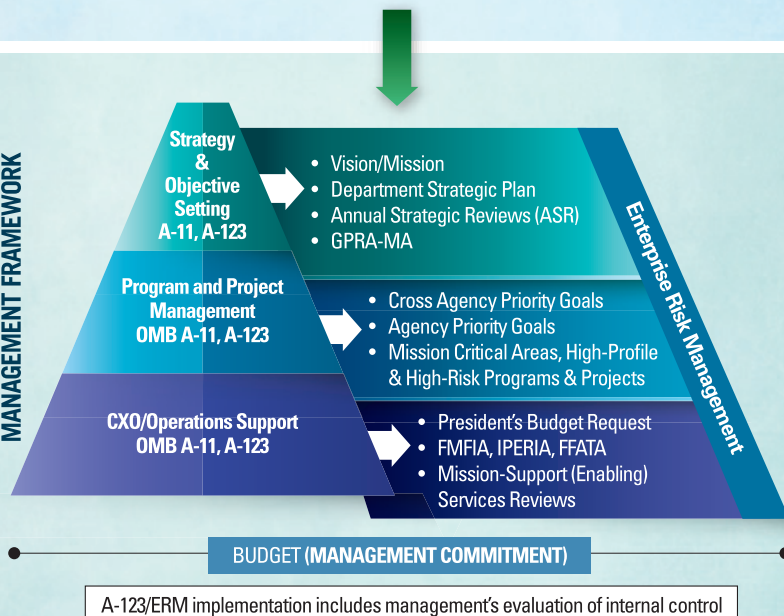 MANAGEMENT FRAMEWORK
Strategy
&
Objective
Setting
A-11, A-123
• Vision/Mission
• Department Strategic Plan
• Annual Strategic Reviews (ASR)
• GPRA-MA
Program and Project
Management
OMB A-11, A-123
• Cross Agency Priority Goals
• Agency Priority Goals
• Mission Critical Areas, High-Profile
& High-Risk Programs & Projects
CXO/Operations Support
OMB A-11, A-123
• President’s Budget Request
• FMFIA, IPERIA, FFATA
• Mission-Support (Enabling)
Services Reviews
Enterprise Risk Management
BUDGET (MANAGEMENT COMMITMENT)
A-123/ERM implementation includes management’s evaluation of internal control